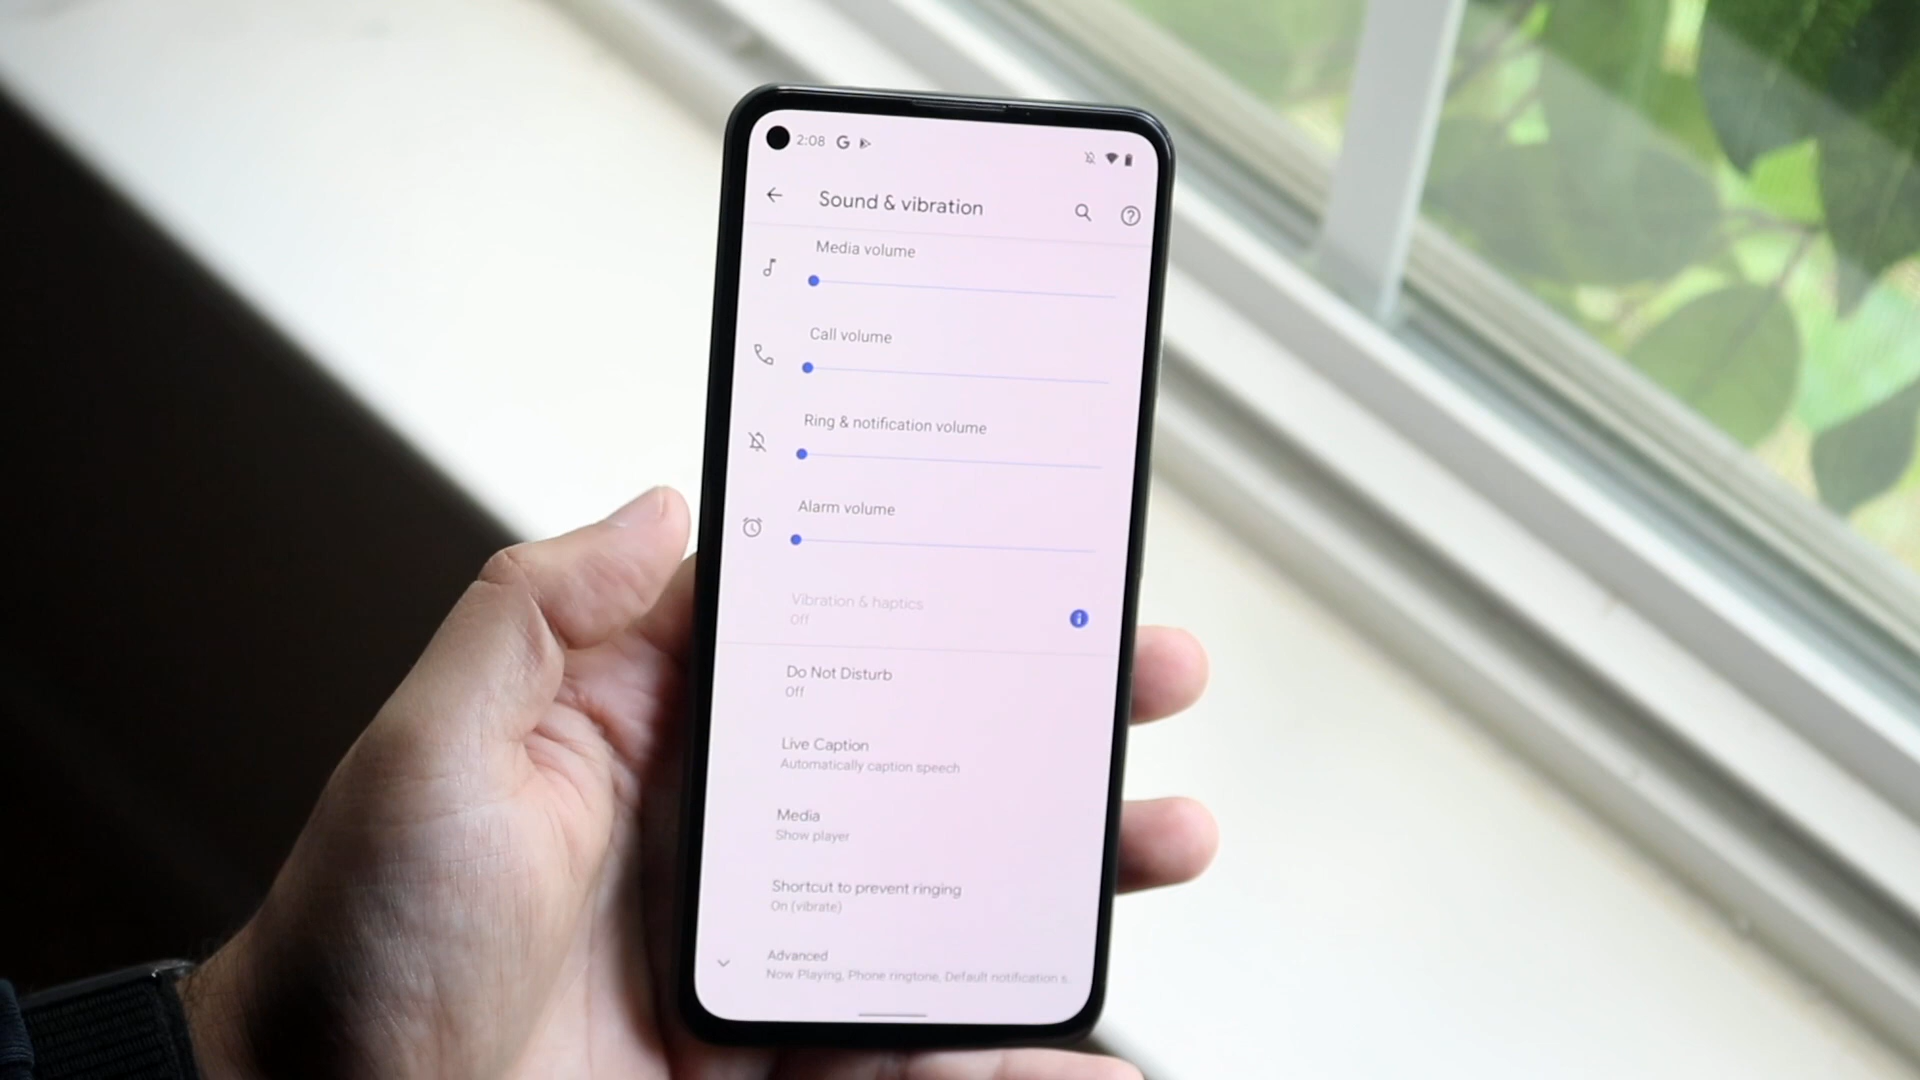 2:08 G
Sound & vibration
Media volume
Call volume
Ring & notification volume
Alarm volume
Vibration & haptics
Off
Do Not Disturb
Off
Live Caption
Automatically caption speech
Media
Show player
Shortcut to prevent ringing
On (vibrate)
Advanced
Now Playing, Phone ringtone, Default notification s...